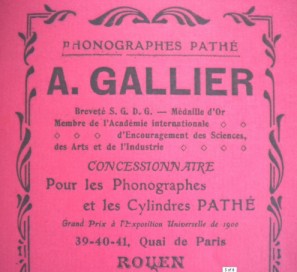 PHONOGRAPHES PATHÉ
A. GALLIER
Breveté S. G. D. G. — Médaille d'Or
Membre de l'Académie internationale ◇ ◇
◇ ◇ ◇ d'Encouragement des Sciences,
des Arts et de l'Industrie ◇ ◇ ◇ ◇
CONCESSIONNAIRE
Pour les Phonographes
et les Cylindres PATHÉ
Grand Prix à l'Exposition Universelle de 1900
39-40-41, Quai de Paris
ROUEN